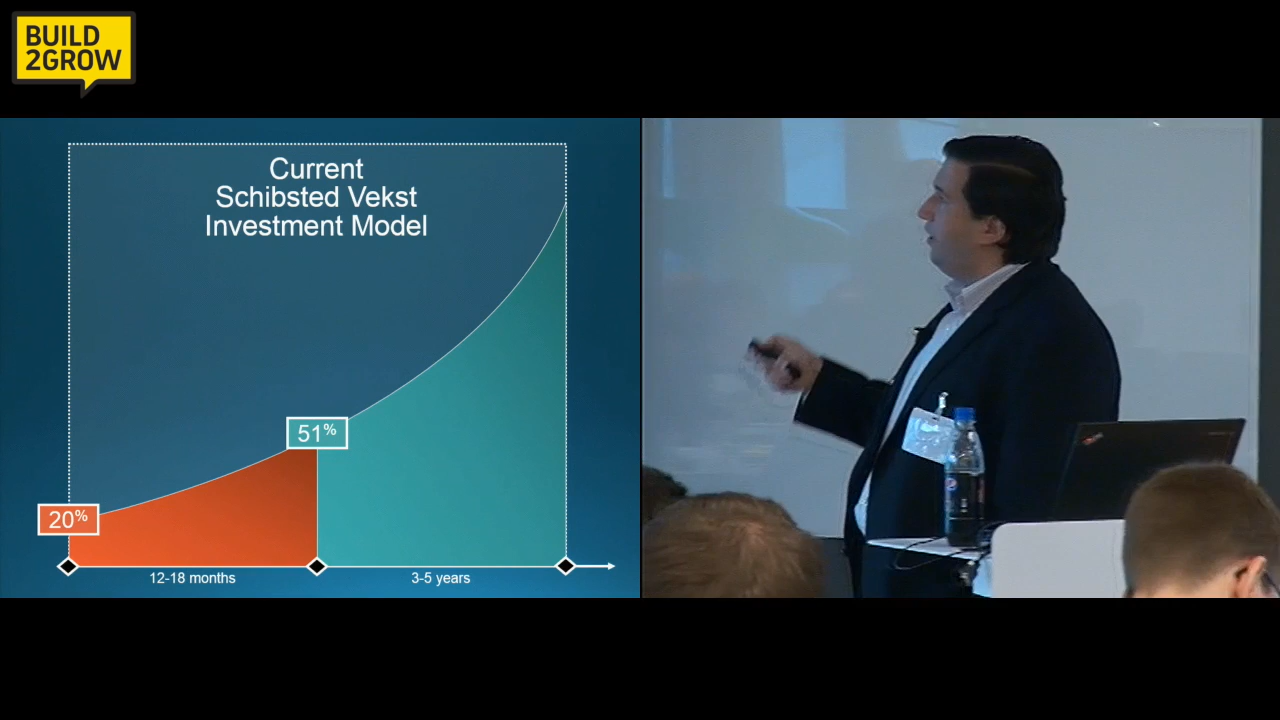 BUILD
2GROW
Current
Schibsted Vekst
Investment Model
51%
20%
12-18 months
3-5 years